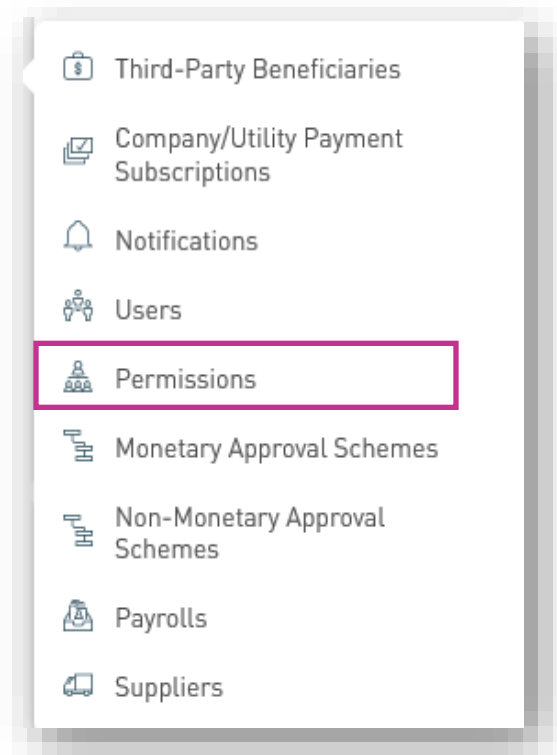 Third-Party Beneficiaries
Company/Utility Payment
Subscriptions
Notifications
Users
Permissions
Monetary Approval Schemes
Non-Monetary Approval
Schemes
Payrolls
Suppliers